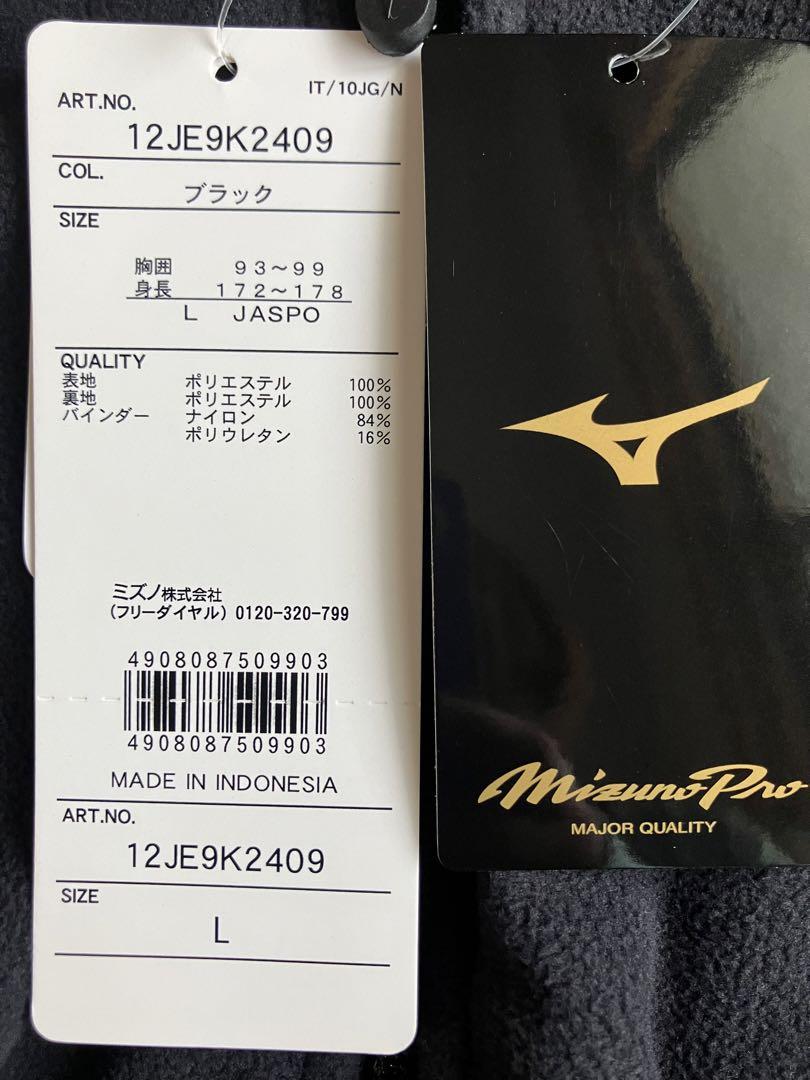 IT/10JG/N
ART.NO.
12JE9K2409
COL.
ブラック
SIZE
胸囲 93～99
身長 172～178
L JASPO
QUALITY
表地 ポリエステル 100%
裏地 ポリエステル 100%
バインダー ナイロン 84%
ポリウレタン 16%
ミズノ株式会社
(フリーダイヤル) 0120-320-799
4908087509903
4908087509903
MADE IN INDONESIA
ART.NO.
12JE9K2409
SIZE
L
Mizuno Pro
MAJOR QUALITY